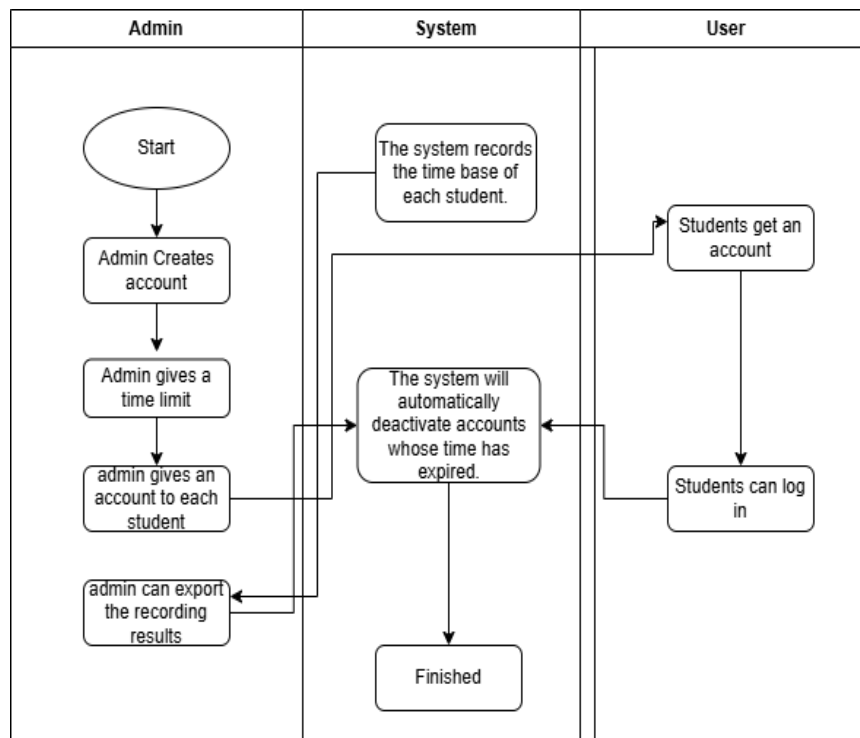 Admin
System
User
Start
The system records
the time base of
each student.
Students get an
account
Admin Creates
account
Admin gives a
time limit
The system will
automatically
deactivate accounts
whose time has
expired.
admin gives an
account to each
student
Students can log
in
admin can export
the recording
results
Finished